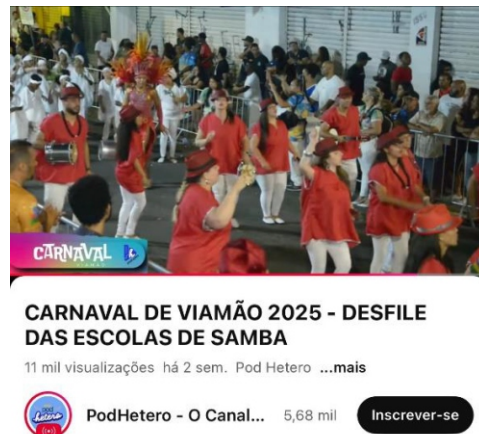 CARNAVAL
VIAMÃO
CARNAVAL DE VIAMÃO 2025 - DESFILE
DAS ESCOLAS DE SAMBA
11 mil visualizações há 2 sem. Pod Hetero ...mais
PodHetero - O Canal... 5,68 mil Inscrever-se